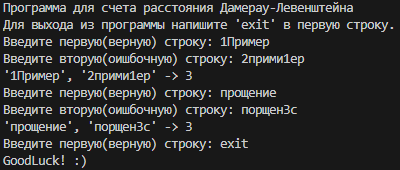 Программа для счета расстояния Дамерау-Левенштейна
Для выхода из программы напишите 'exit' в первую строку.
Введите первую(верную) строку: 1Пример
Введите вторую(оишбочную) строку: 2прими1ер
'1Пример', '2прими1ер' -> 3
Введите первую(верную) строку: прощение
Введите вторую(оишбочную) строку: порщен3с
'прощение', 'порщен3с' -> 3
Введите первую(верную) строку: exit
GoodLuck! :)